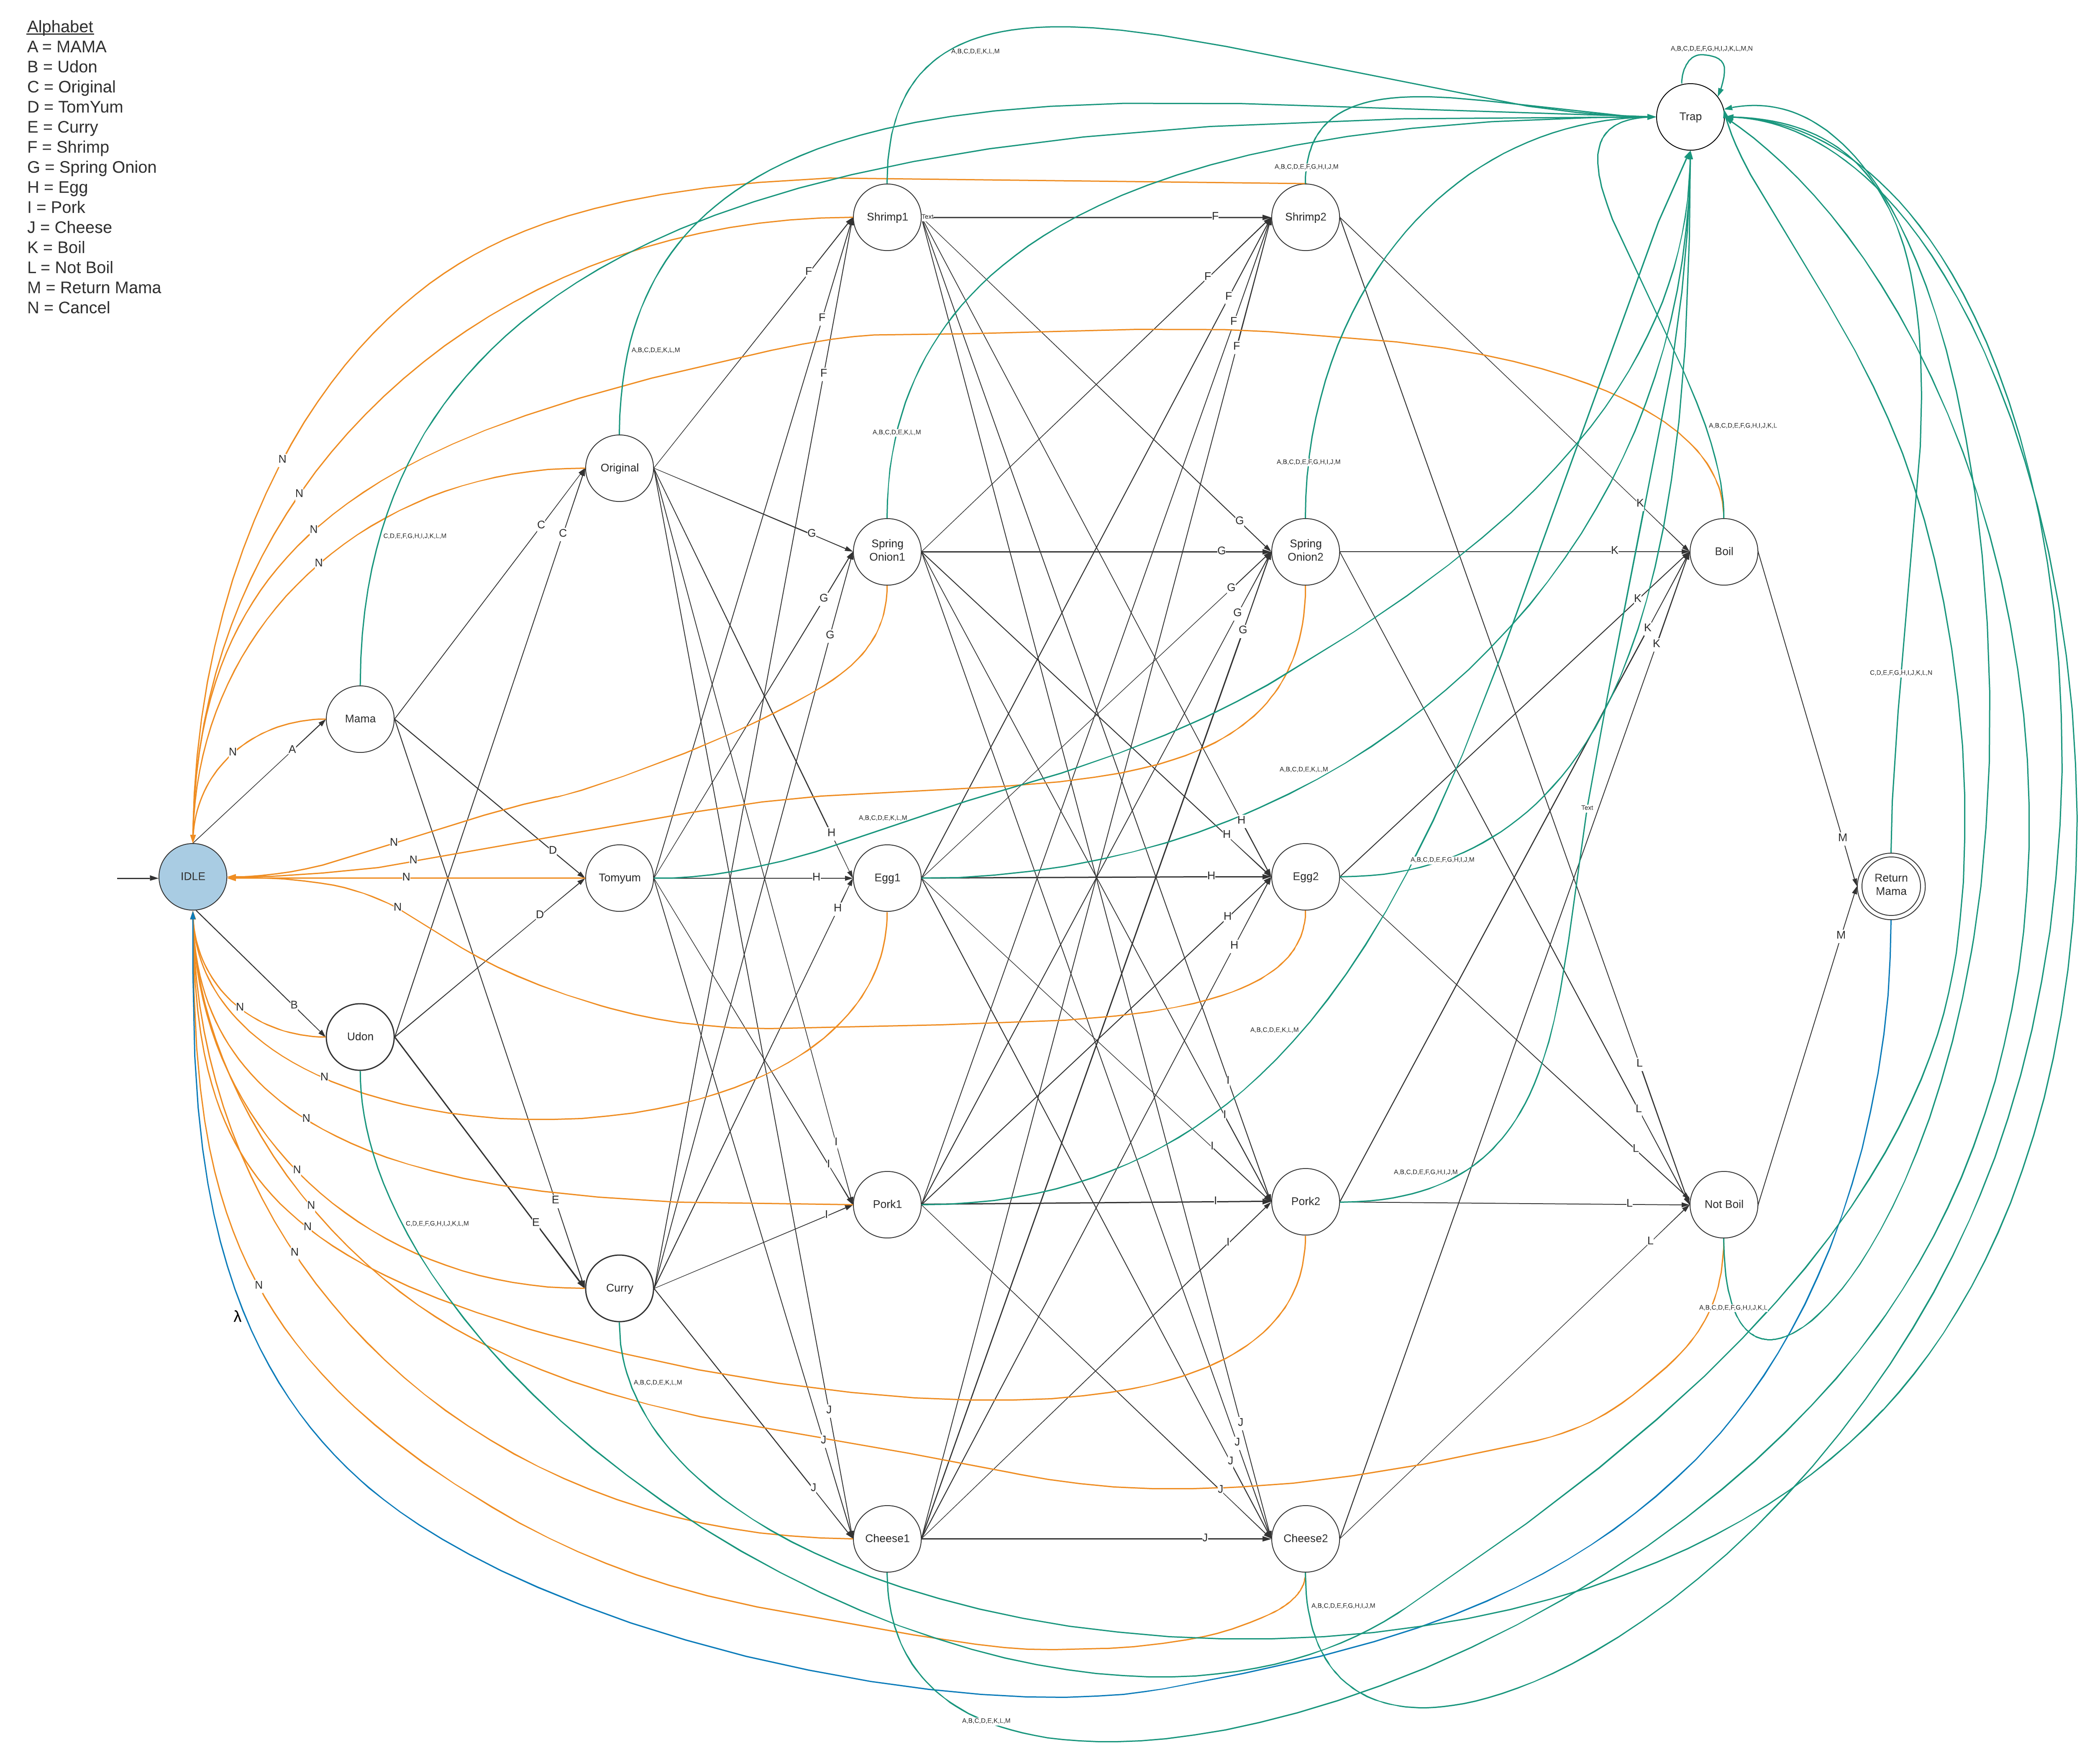 Alphabet
A = MAMA
B = Udon
C = Original
D = TomYum
E = Curry
F = Shrimp
G = Spring Onion
H = Egg
I = Pork
J = Cheese
K = Boil
L = Not Boil
M = Return Mama
N = Cancel
A,B,C,D,E,K,L,M
A,B,C,D,E,F,G,H,I,J,K,L,M,N
Trap
A,B,C,D,E,F,G,H,I,J,M
Shrimp1
Text
F
Shrimp2
F
F
F
F
F
F
F
A,B,C,D,E,K,L,M
A,B,C,D,E,K,L,M
A,B,C,D,E,F,G,H,I,J,K,L
N
Original
A,B,C,D,E,F,G,H,I,J,M
N
K
G
C
N
C
C,D,E,F,G,H,I,J,K,L,M
G
N
Spring
Onion1
G
Spring
Onion2
K
Boil
G
G
K
G
G
K
G
G
K
C,D,E,F,G,H,I,J,K,L,N
Mama
N
A
A,B,C,D,E,K,L,M
Text
A,B,C,D,E,K,L,M
H
H
H
M
N
D
N
A,B,C,D,E,F,G,H,I,J,M
IDLE
N
Tomyum
H
Egg1
H
Egg2
Return
Mama
N
H
D
H
H
M
N
B
Udon
A,B,C,D,E,K,L,M
L
N
I
L
N
I
I
I
L
N
I
A,B,C,D,E,F,G,H,I,J,M
E
N
Pork1
I
Pork2
L
Not Boil
I
E
C,D,E,F,G,H,I,J,K,L,M
N
I
L
N
N
Curry
A,B,C,D,E,F,G,H,I,J,K,L
λ
A,B,C,D,E,K,L,M
J
J
J
J
J
J
J
Cheese1
J
Cheese2
A,B,C,D,E,F,G,H,I,J,M
A,B,C,D,E,K,L,M